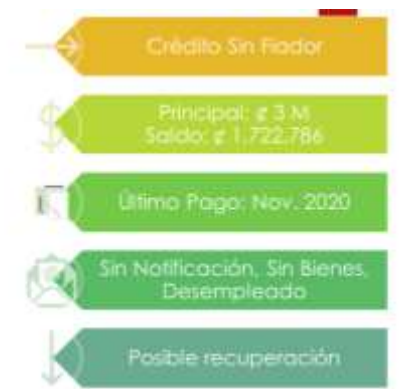 Crédito Sin Fiador
Principal: ₡ 3 M
Saldo: ₡ 1,722,786
Último Pago: Nov. 2020
Sin Notificación, Sin Bienes,
Desempleado
Posible recuperación